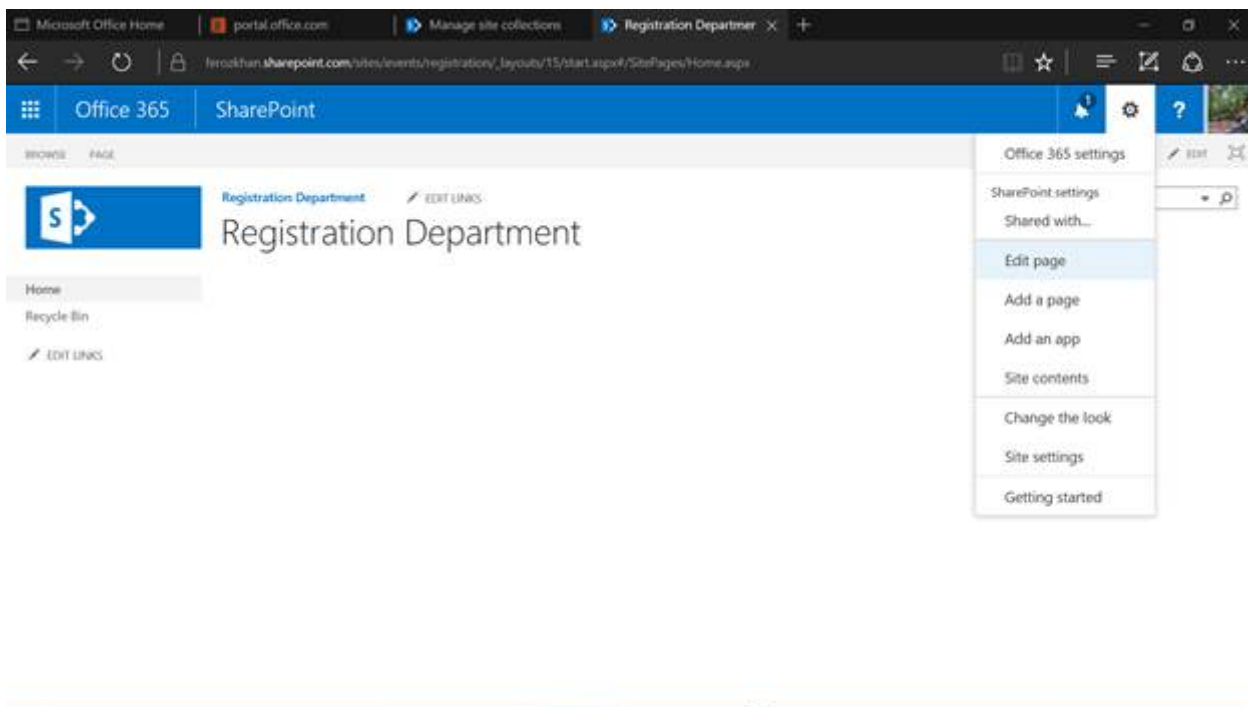 Microsoft Office Home
portal.office.com
Manage site collections
Registration Departmer
ferozkhan.sharepoint.com/sites/events/registration/_layouts/15/start.aspx#/SitePages/Home.aspx
Office 365
SharePoint
1
?
BROWSE
PAGE
EDIT
Registration Department
EDIT LINKS
Registration Department
S
Home
Recycle Bin
EDIT LINKS
Office 365 settings
SharePoint settings
Shared with...
Edit page
Add a page
Add an app
Site contents
Change the look
Site settings
Getting started